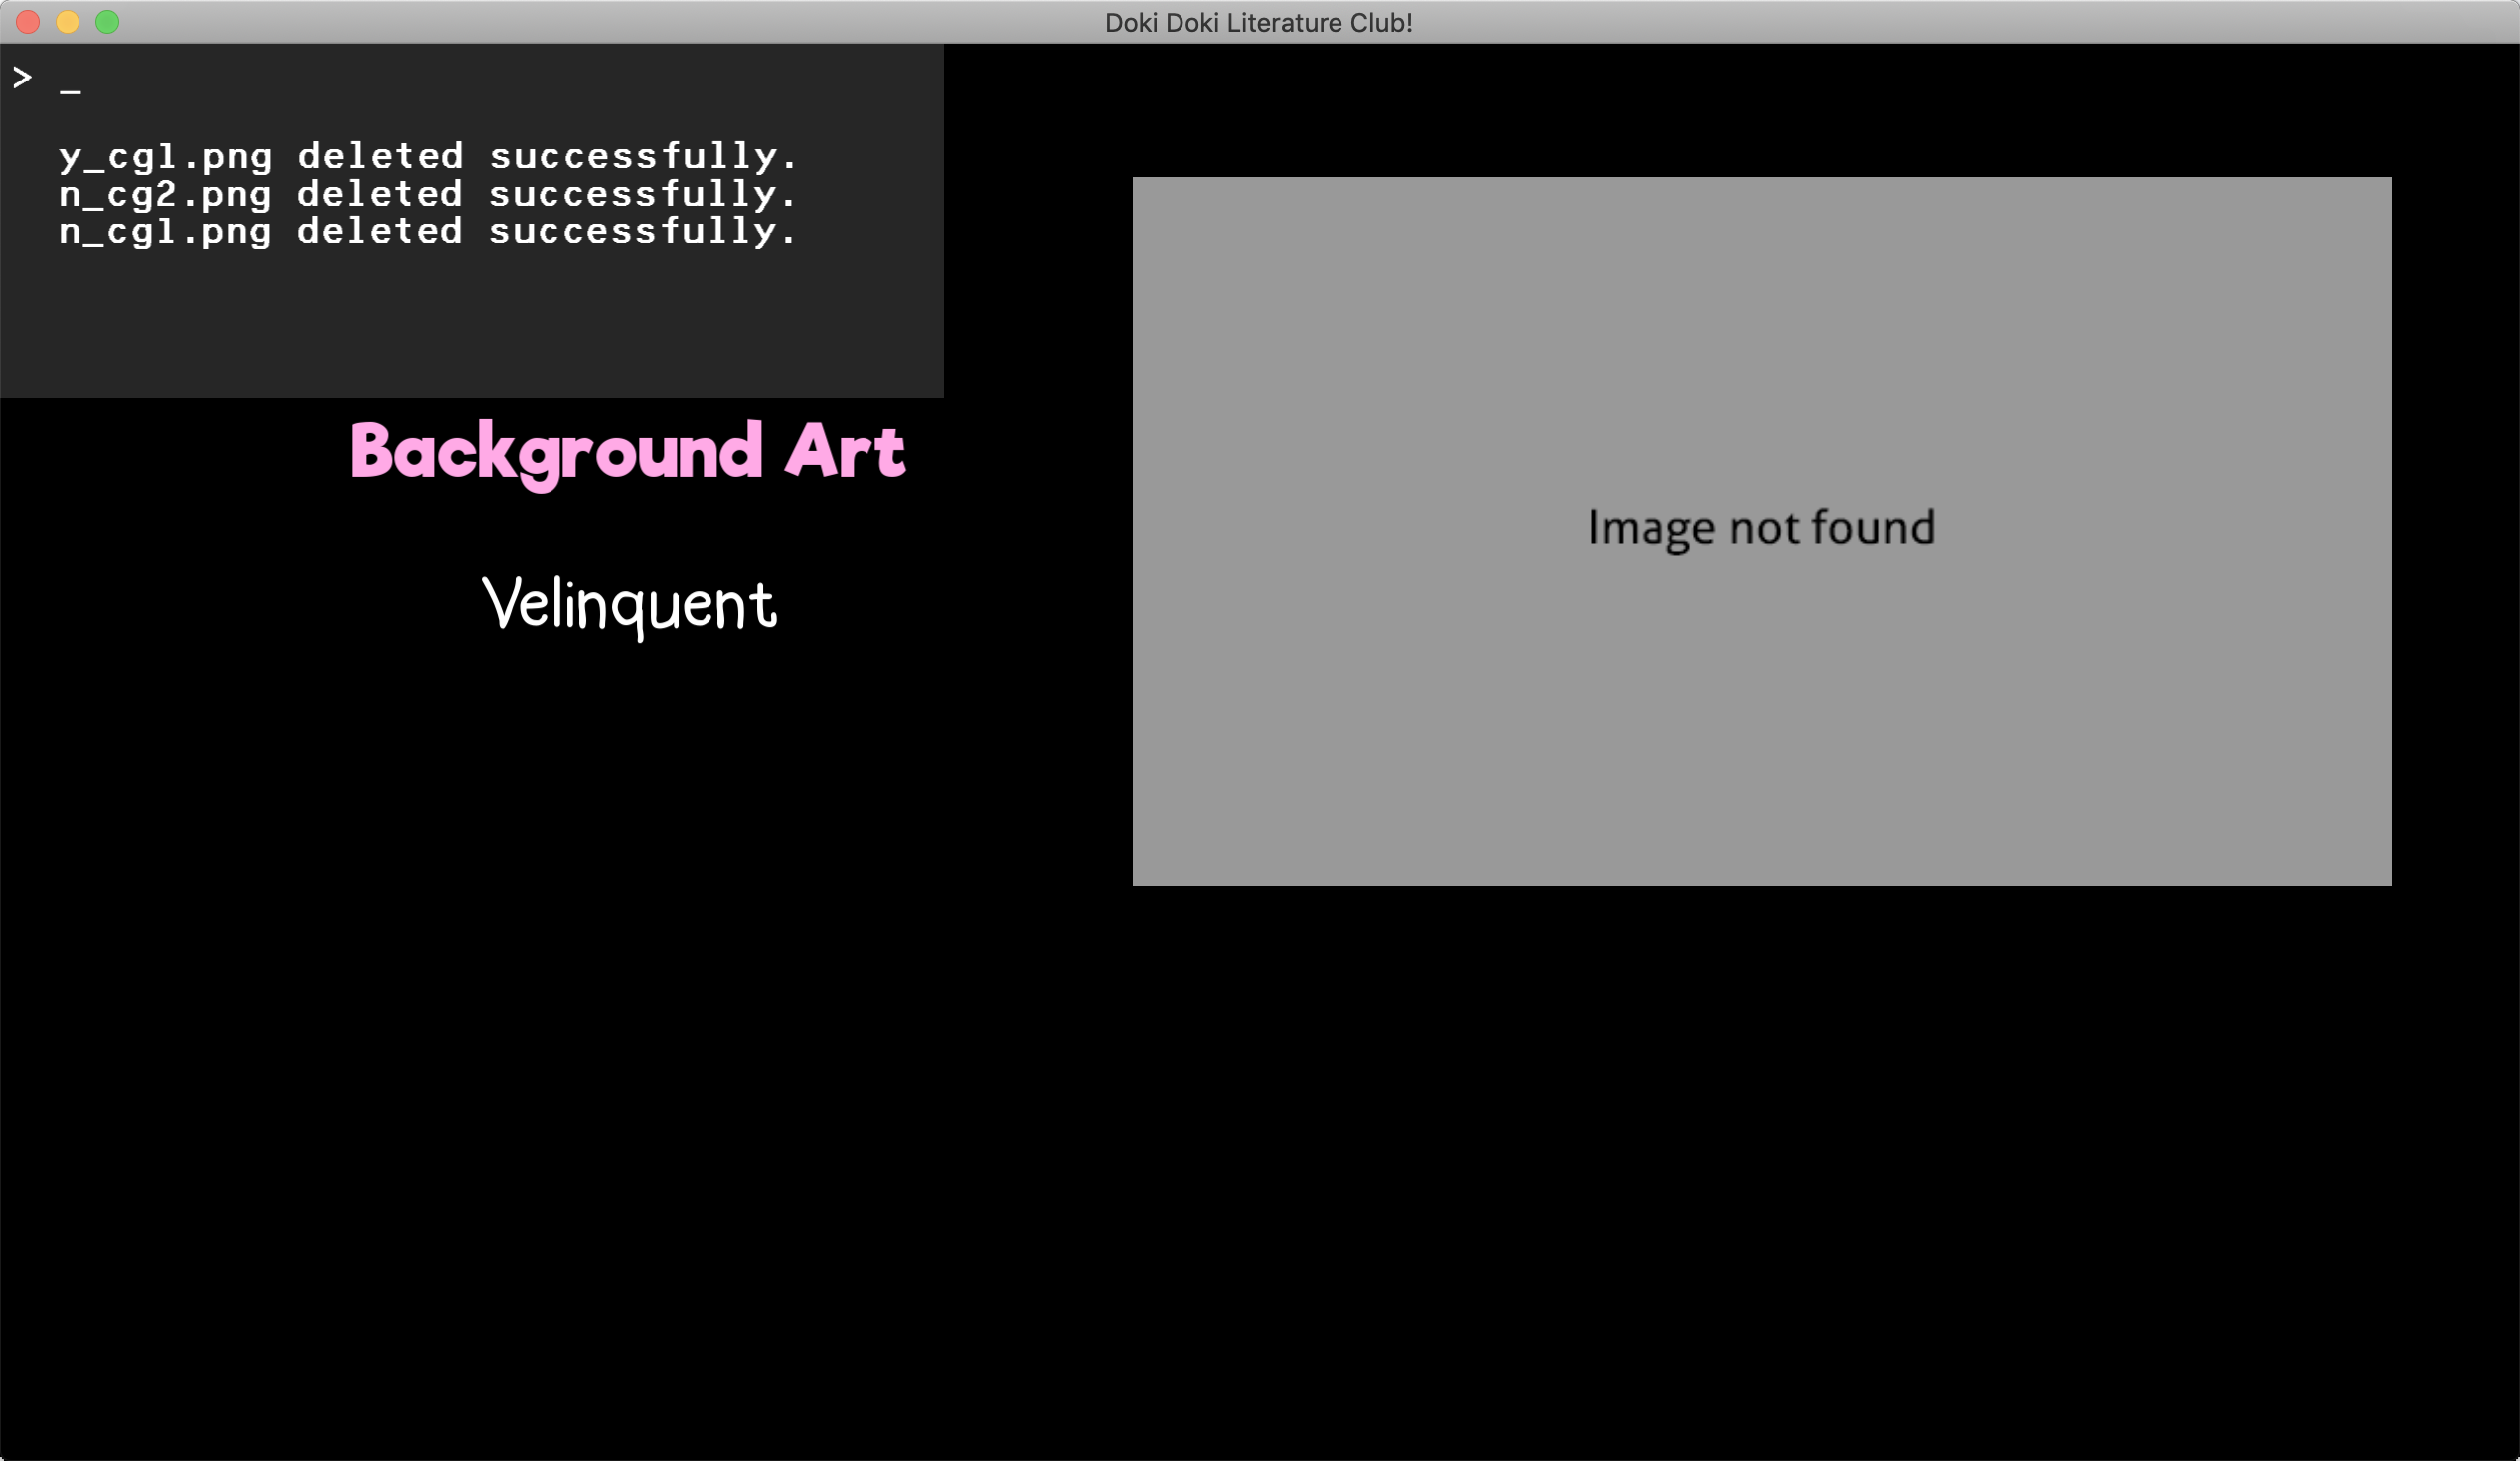 Doki Doki Literature Club!
> _
y_cg1.png deleted successfully.
n_cg2.png deleted successfully.
n_cg1.png deleted successfully.
Background Art
Velinquent
Image not found